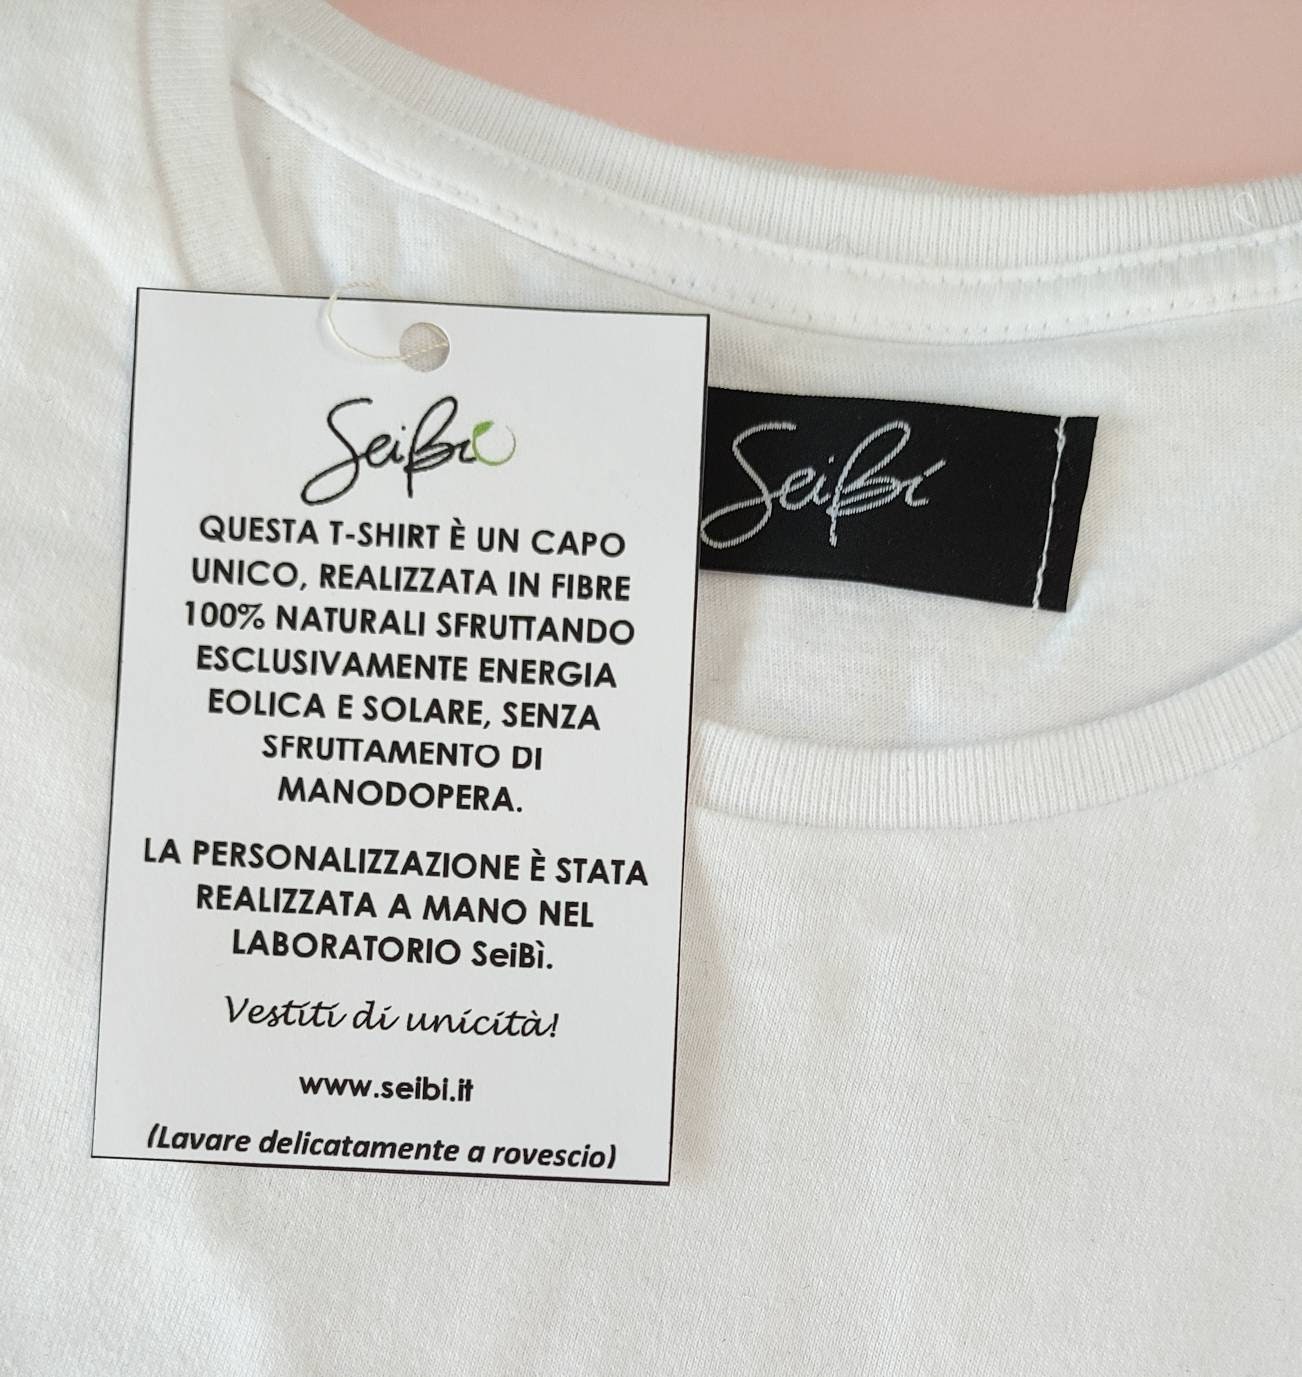 SeiBì
QUESTA T-SHIRT È UN CAPO
UNICO, REALIZZATA IN FIBRE
100% NATURALI SFRUTTANDO
ESCLUSIVAMENTE ENERGIA
EOLICA E SOLARE, SENZA
SFRUTTAMENTO DI
MANODOPERA.
LA PERSONALIZZAZIONE È STATA
REALIZZATA A MANO NEL
LABORATORIO SeiBì.
Vestiti di unicità!
www.seibi.it
(Lavare delicatamente a rovescio)
SeiBì